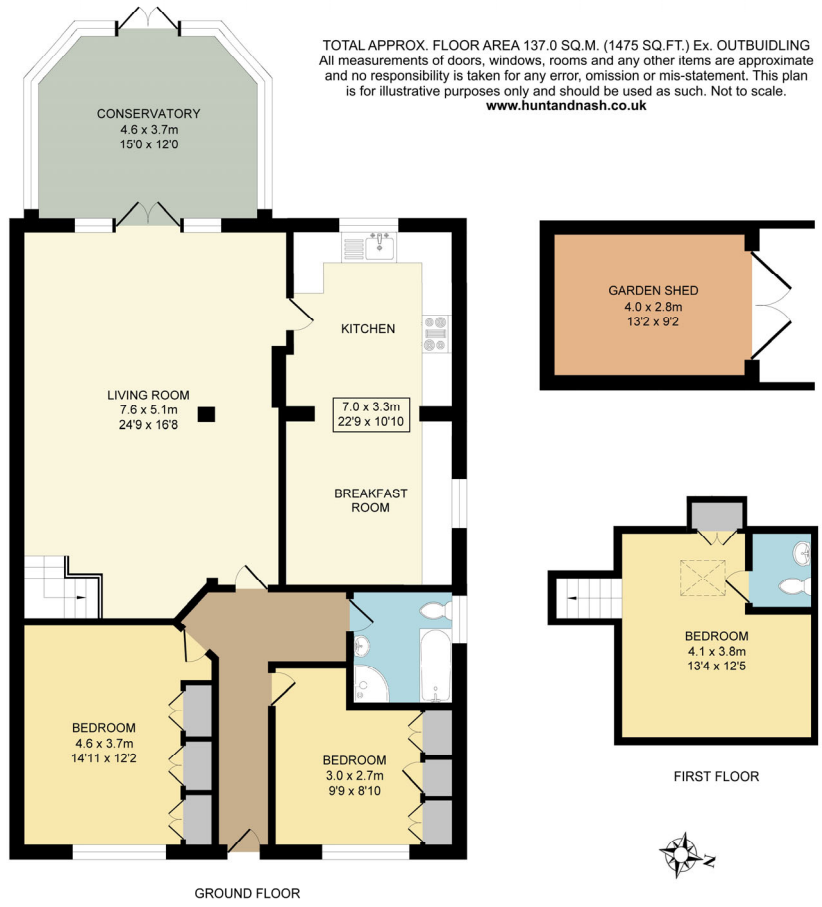 TOTAL APPROX. FLOOR AREA 137.0 SQ.M. (1475 SQ.FT.) Ex. OUTBUIDLING
All measurements of doors, windows, rooms and any other items are approximate
and no responsibility is taken for any error, omission or mis-statement. This plan
is for illustrative purposes only and should be used as such. Not to scale.
www.huntandnash.co.uk
CONSERVATORY
4.6 x 3.7m
15'0 x 12'0
GARDEN SHED
4.0 x 2.8m
13'2 x 9'2
KITCHEN
LIVING ROOM
7.6 x 5.1m
24'9 x 16'8
7.0 x 3.3m
22'9 x 10'10
BREAKFAST
ROOM
BEDROOM
4.1 x 3.8m
13'4 x 12'5
BEDROOM
4.6 x 3.7m
14'11 x 12'2
BEDROOM
3.0 x 2.7m
9'9 x 8'10
FIRST FLOOR
N
GROUND FLOOR